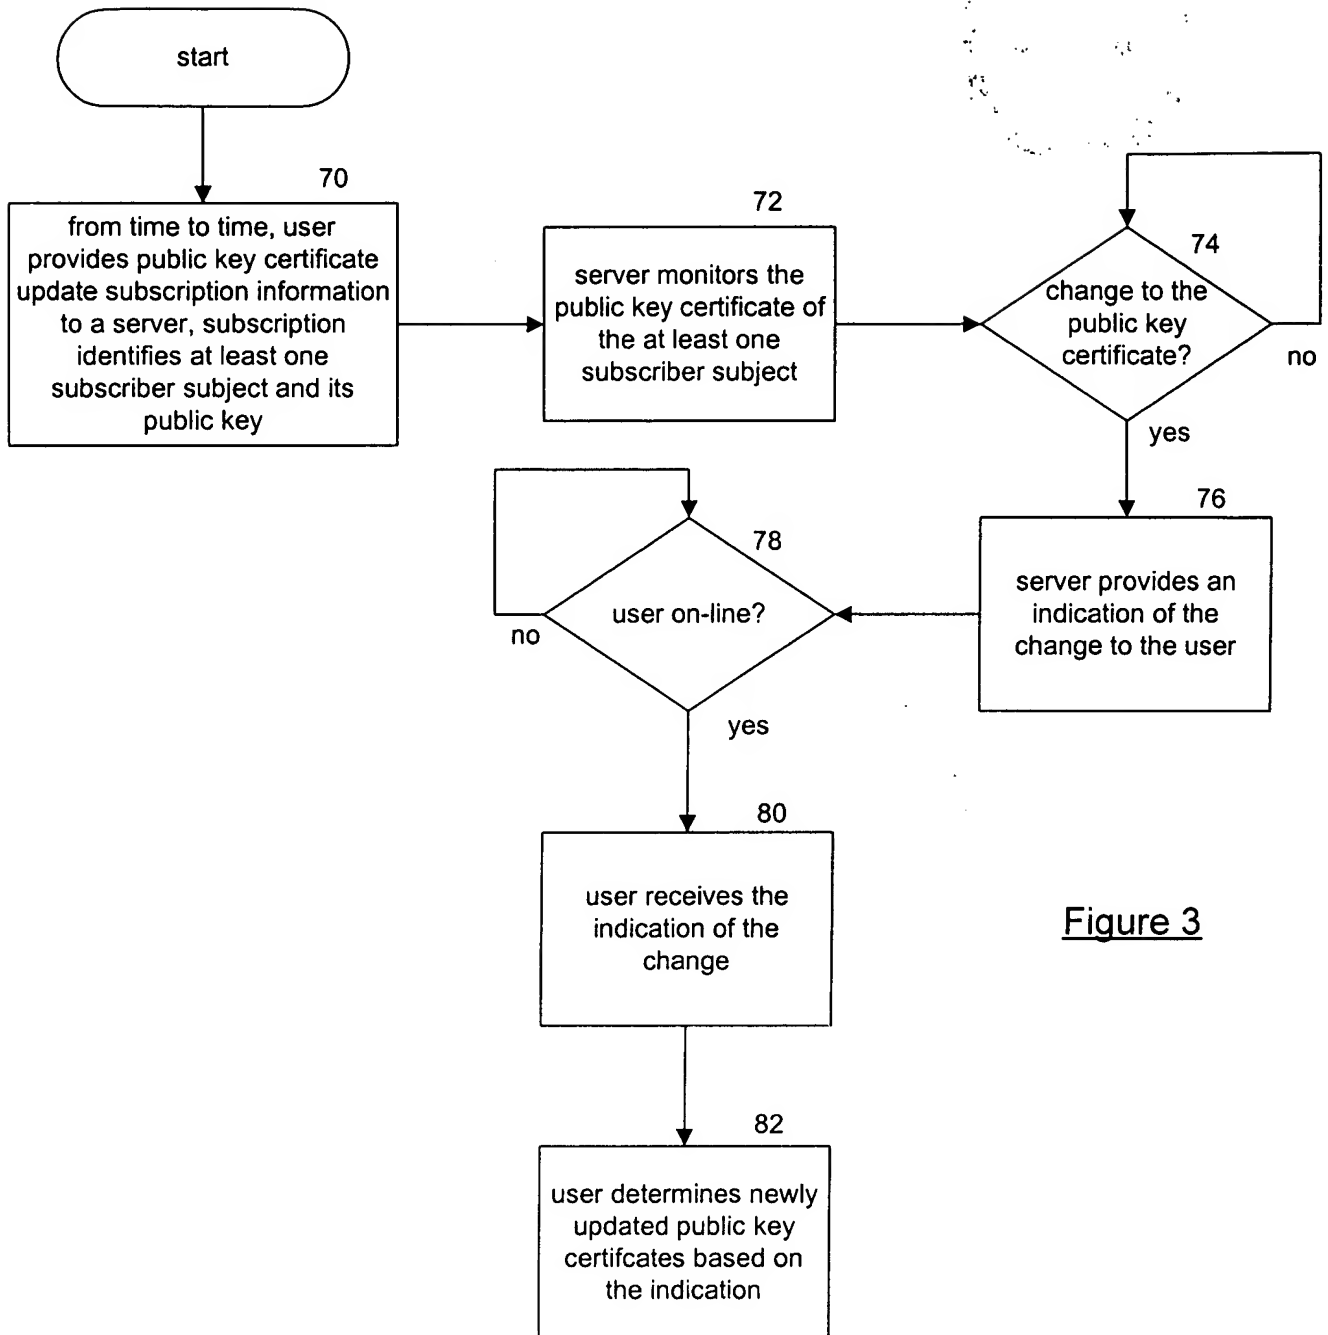 start
70
from time to time, user
provides public key certificate
update subscription information
to a server, subscription
identifies at least one
subscriber subject and its
public key
72
server monitors the
public key certificate of
the at least one
subscriber subject
74
change to the
public key
certificate?
no
yes
76
server provides an
indication of the
change to the user
78
user on-line?
no
yes
80
user receives the
indication of the
change
82
user determines newly
updated public key
certifcates based on
the indication
Figure 3